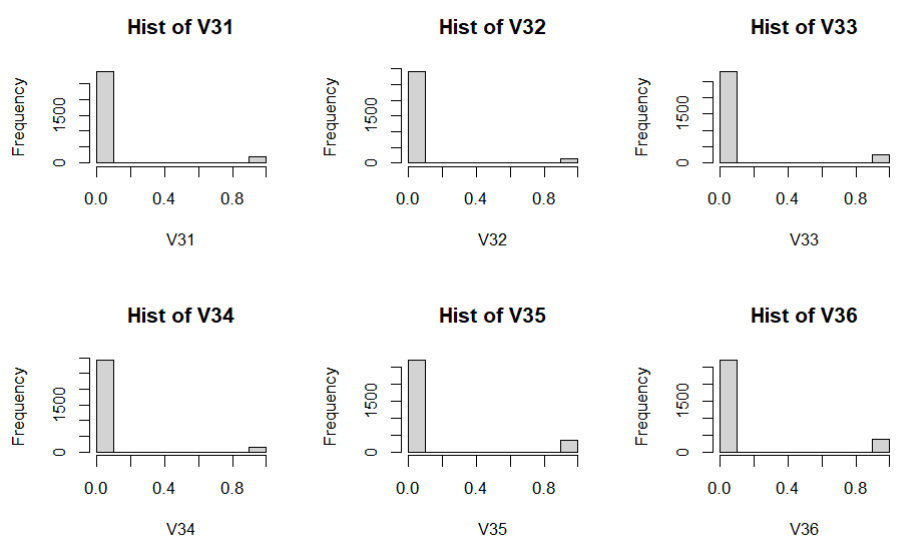 Hist of V31
Frequency
1500
0
0.0 0.4 0.8
V31
Hist of V32
Frequency
1500
0
0.0 0.4 0.8
V32
Hist of V33
Frequency
1500
0
0.0 0.4 0.8
V33
Hist of V34
Frequency
1500
0
0.0 0.4 0.8
V34
Hist of V35
Frequency
1500
0
0.0 0.4 0.8
V35
Hist of V36
Frequency
1500
0
0.0 0.4 0.8
V36